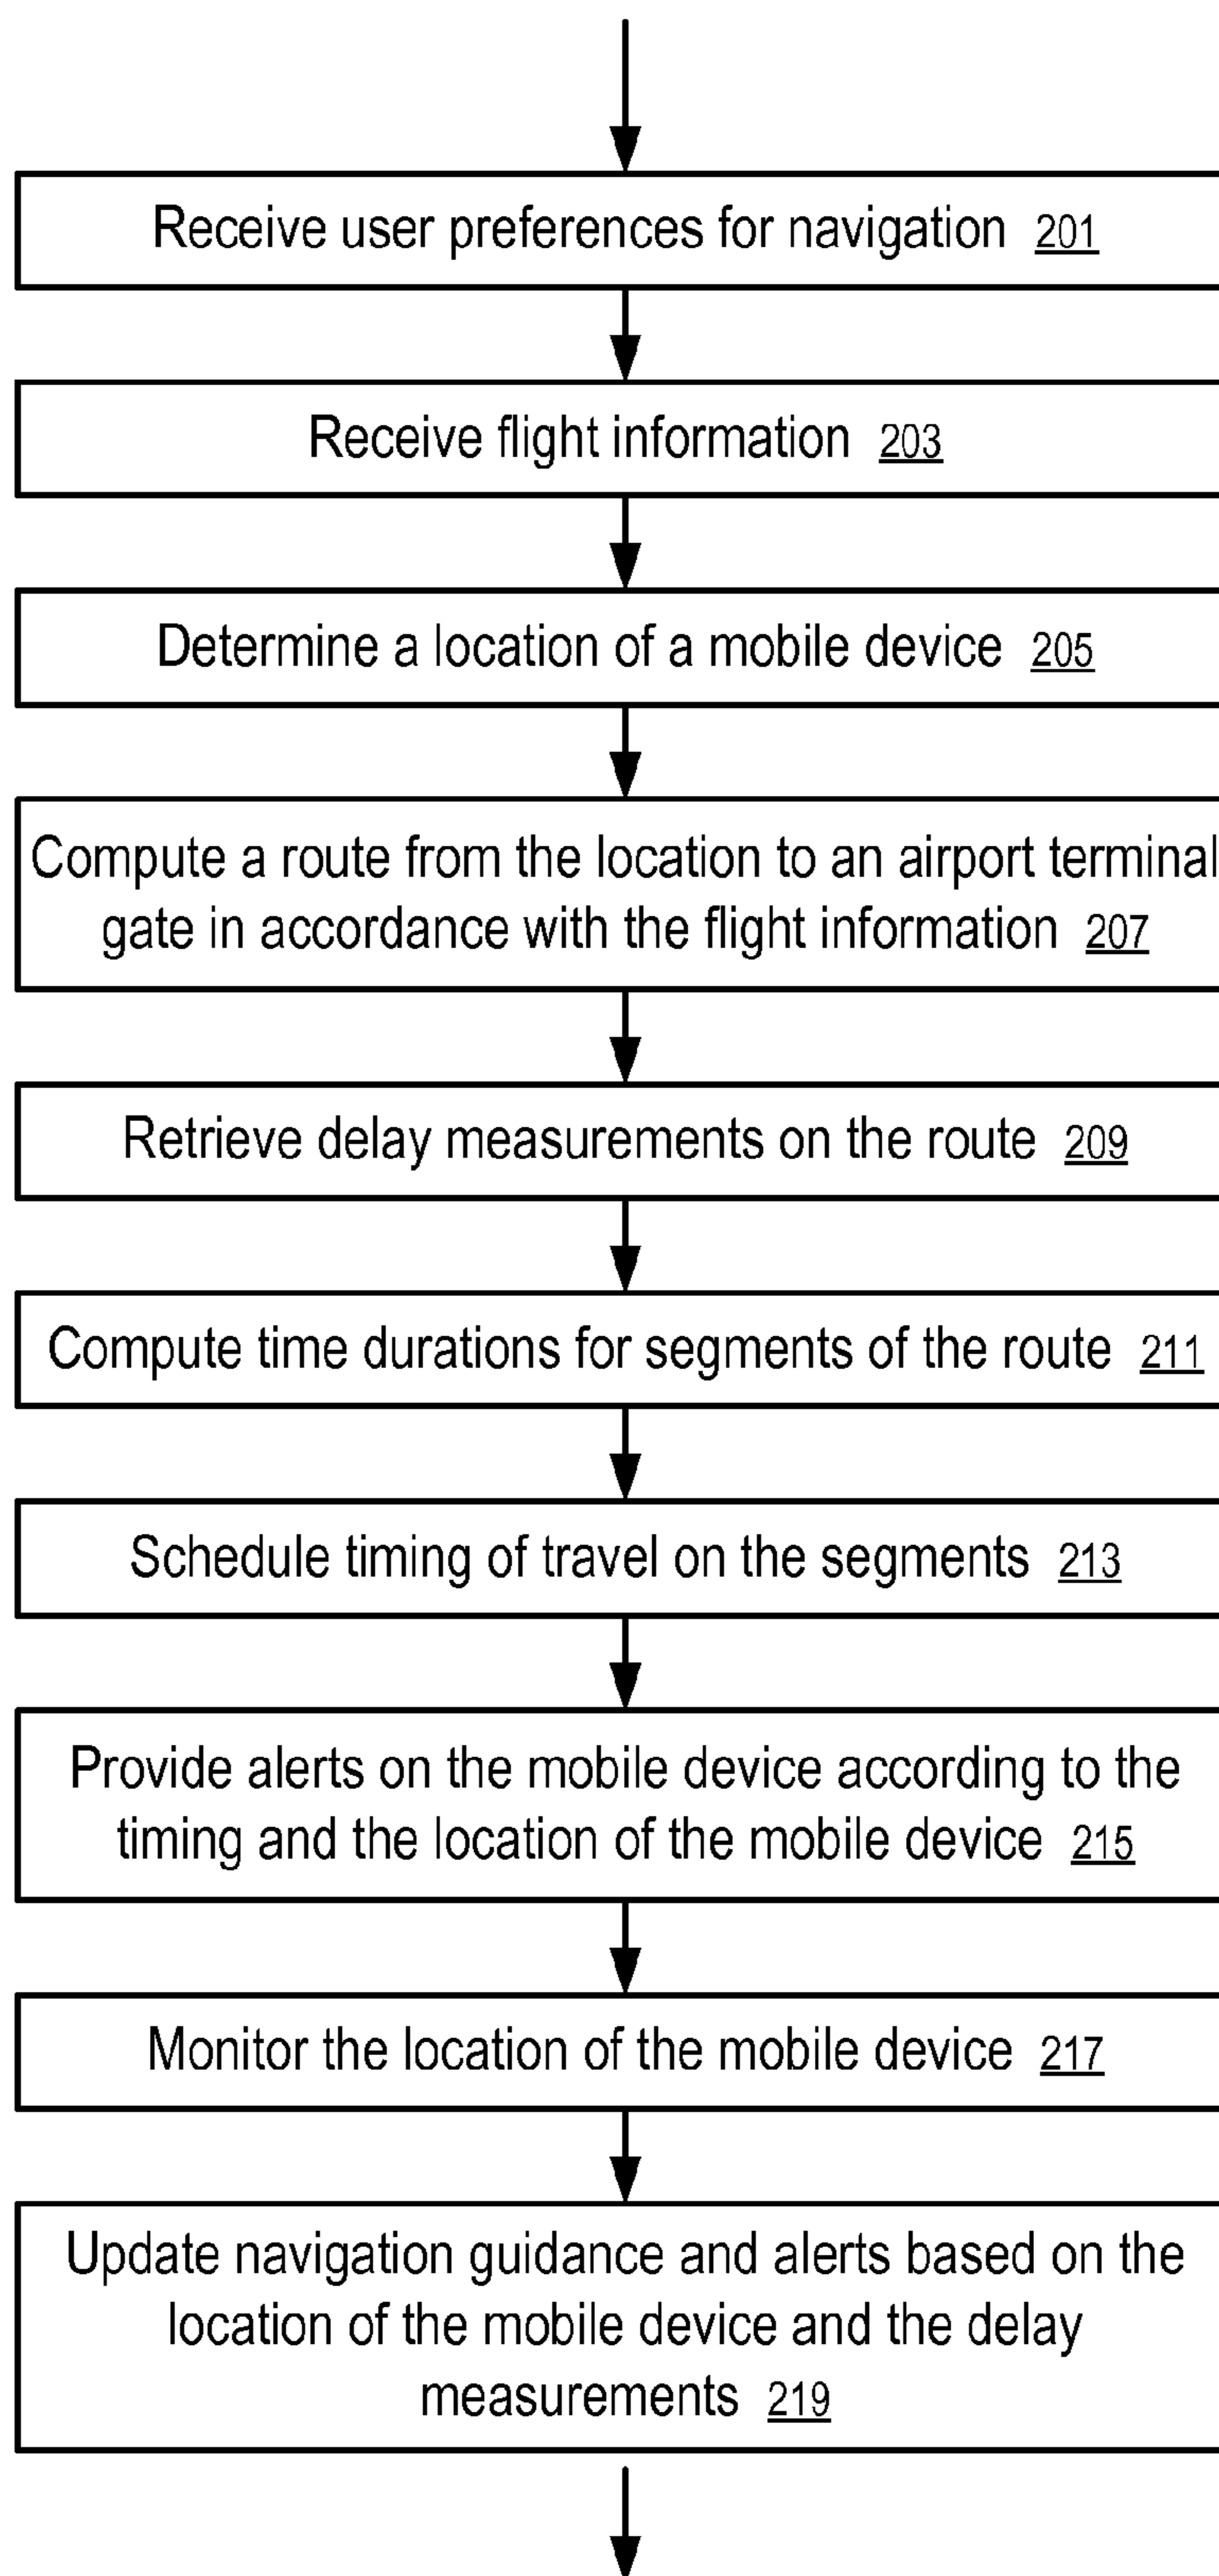 Receive user preferences for navigation 201
Receive flight information 203
Determine a location of a mobile device 205
Compute a route from the location to an airport terminal
gate in accordance with the flight information 207
Retrieve delay measurements on the route 209
Compute time durations for segments of the route 211
Schedule timing of travel on the segments 213
Provide alerts on the mobile device according to the
timing and the location of the mobile device 215
Monitor the location of the mobile device 217
Update navigation guidance and alerts based on the
location of the mobile device and the delay
measurements 219